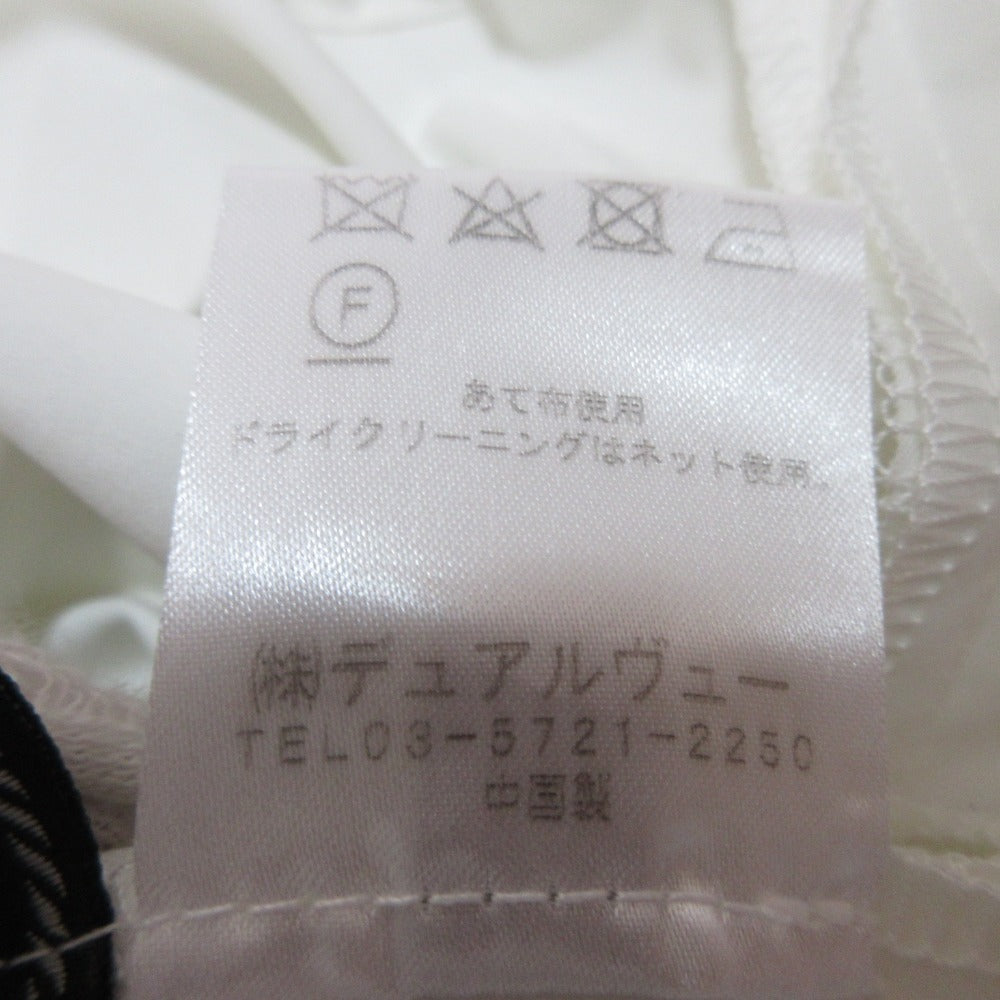 F
あて布使用
ドライクリーニングはネット使用。
㈱デュアルヴュー
TEL03-5721-2250
中国製